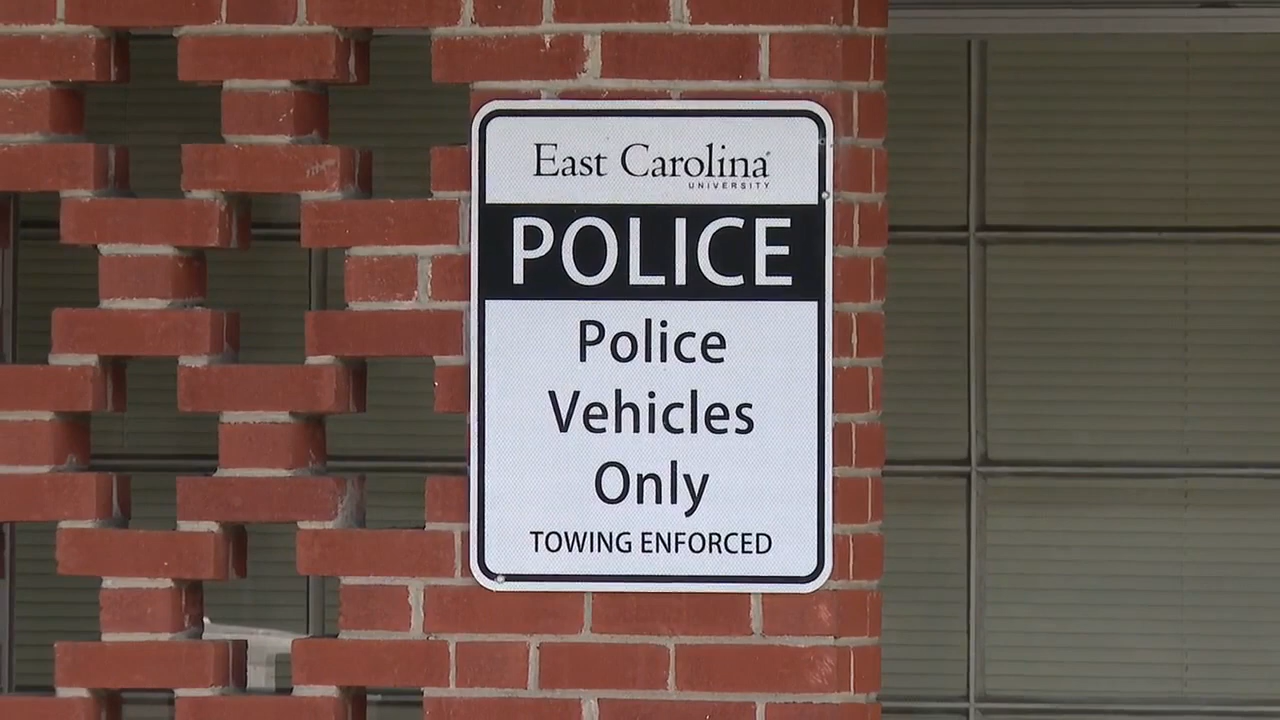 East Carolina
UNIVERSITY
POLICE
Police
Vehicles
Only
TOWING ENFORCED